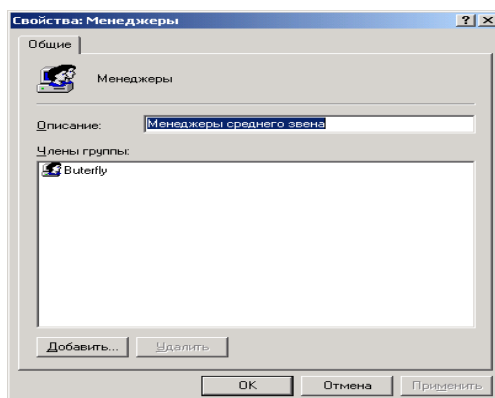 Свойства: Менеджеры
Общие
Менеджеры
Описание: Менеджеры среднего звена
Члены группы:
Buterfly
Добавить... Удалить
OK Отмена Применить